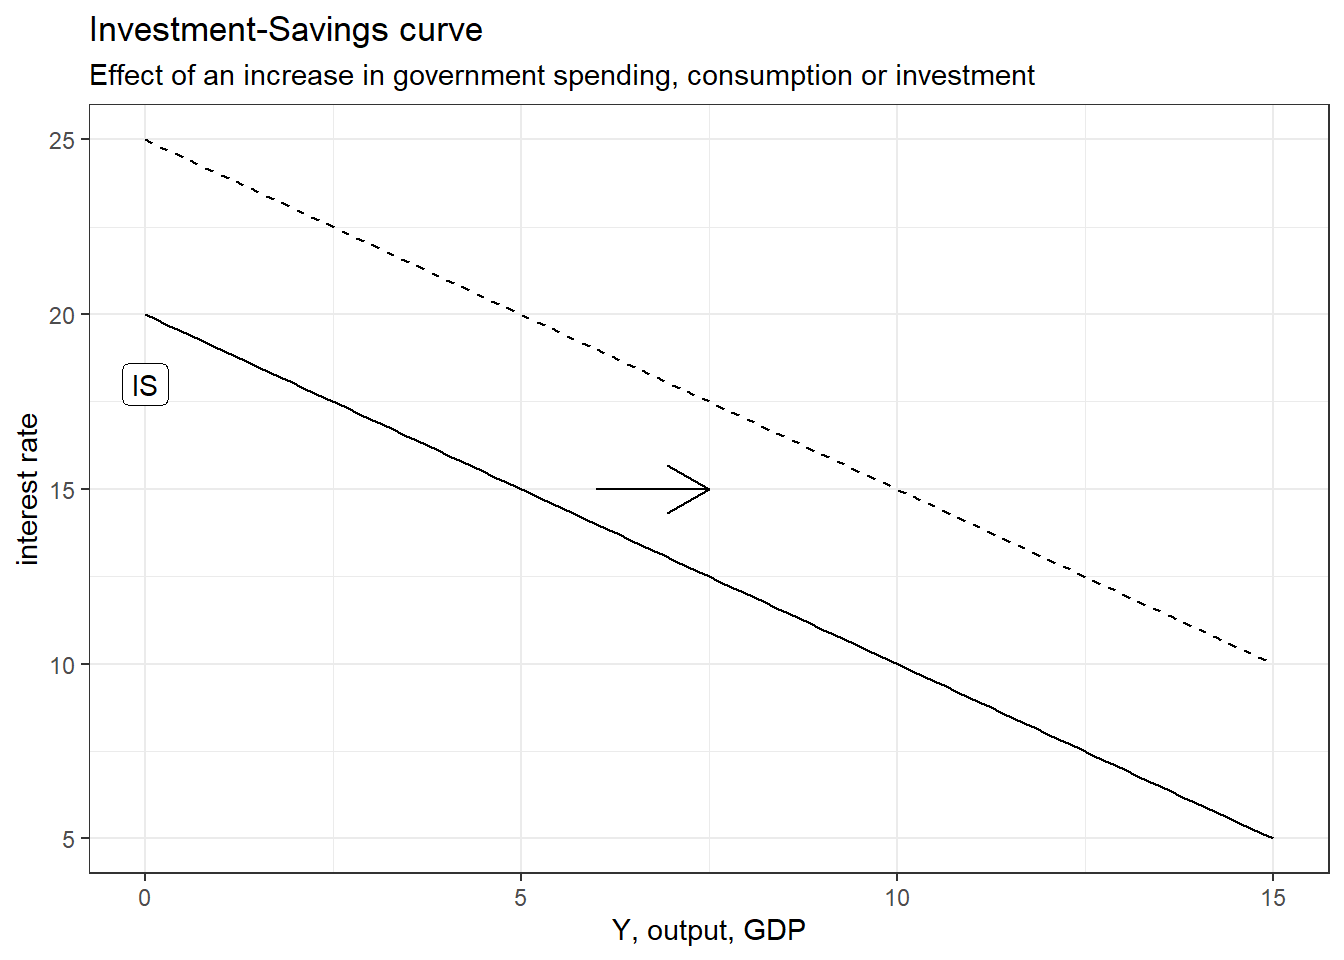 Investment-Savings curve
Effect of an increase in government spending, consumption or investment
25
20
IS
15
10
5
interest rate
0 5 10 15
Y, output, GDP